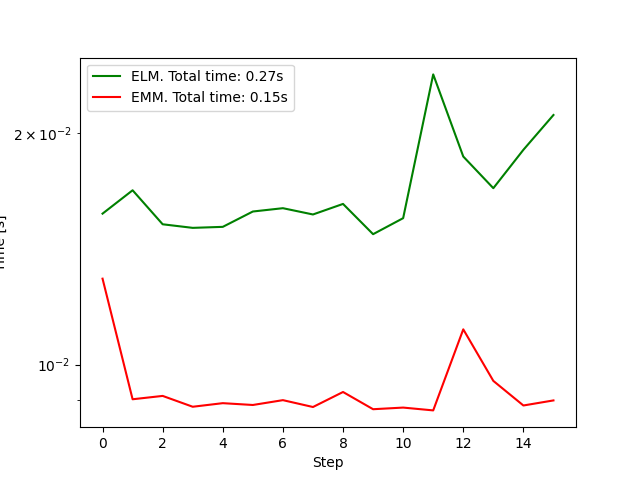 ELM. Total time: 0.27s
EMM. Total time: 0.15s
2 × 10⁻²
10⁻²
[s]
0 2 4 6 8 10 12 14
Step